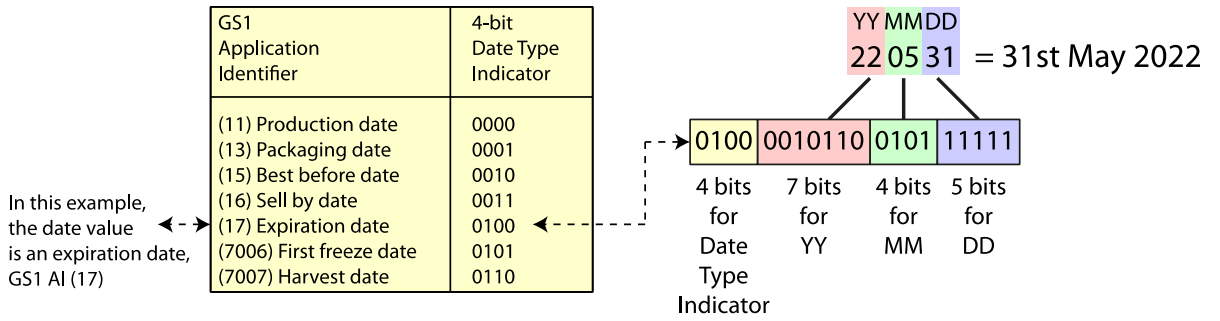 In this example,
the date value
is an expiration date,
GS1 AI (17)
GS1
Application
Identifier
4-bit
Date Type
Indicator
(11) Production date 0000
(13) Packaging date 0001
(15) Best before date 0010
(16) Sell by date 0011
(17) Expiration date 0100
(7006) First freeze date 0101
(7007) Harvest date 0110
YY MM DD
22 05 31 = 31st May 2022
0100 0010110 0101 11111
4 bits
for
Date
Type
Indicator
7 bits
for
YY
4 bits
for
MM
5 bits
for
DD